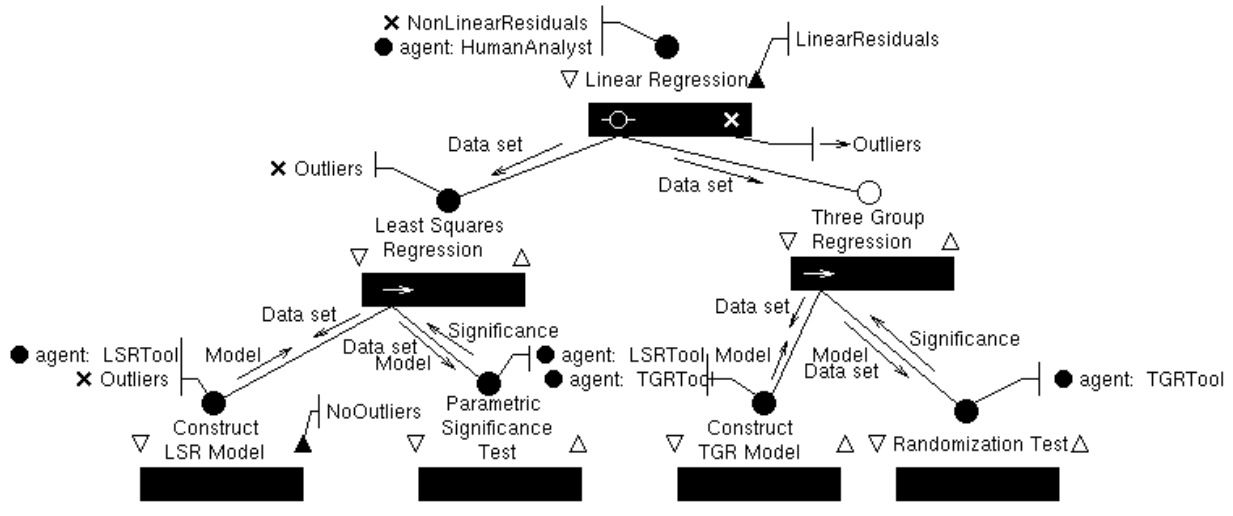 NonLinearResiduals
agent: HumanAnalyst
LinearResiduals
Linear Regression
Data set
Outliers
Outliers
Data set
Least Squares
Regression
Three Group
Regression
Data set
Significance
Data set
Significance
agent: LSRTool
Model
Data set
Model
agent: LSRTool
Model
Model
Data set
Outliers
agent: TGRTool
agent: TGRTool
NoOutliers
Construct
LSR Model
Parametric
Significance
Test
Construct
TGR Model
Randomization Test